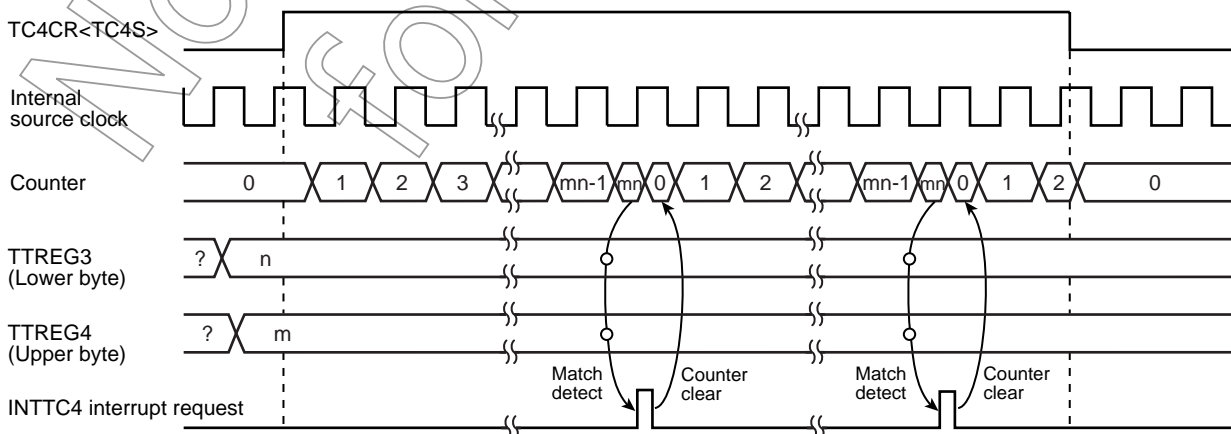 TC4CR<TC4S>
Internal
source clock
Counter
0 1 2 3 mn-1 mn 0 1 2 mn-1 mn 0 1 2 0
TTREG3
(Lower byte)
? n
TTREG4
(Upper byte)
? m
Match
detect
Counter
clear
Match
detect
Counter
clear
INTTC4 interrupt request